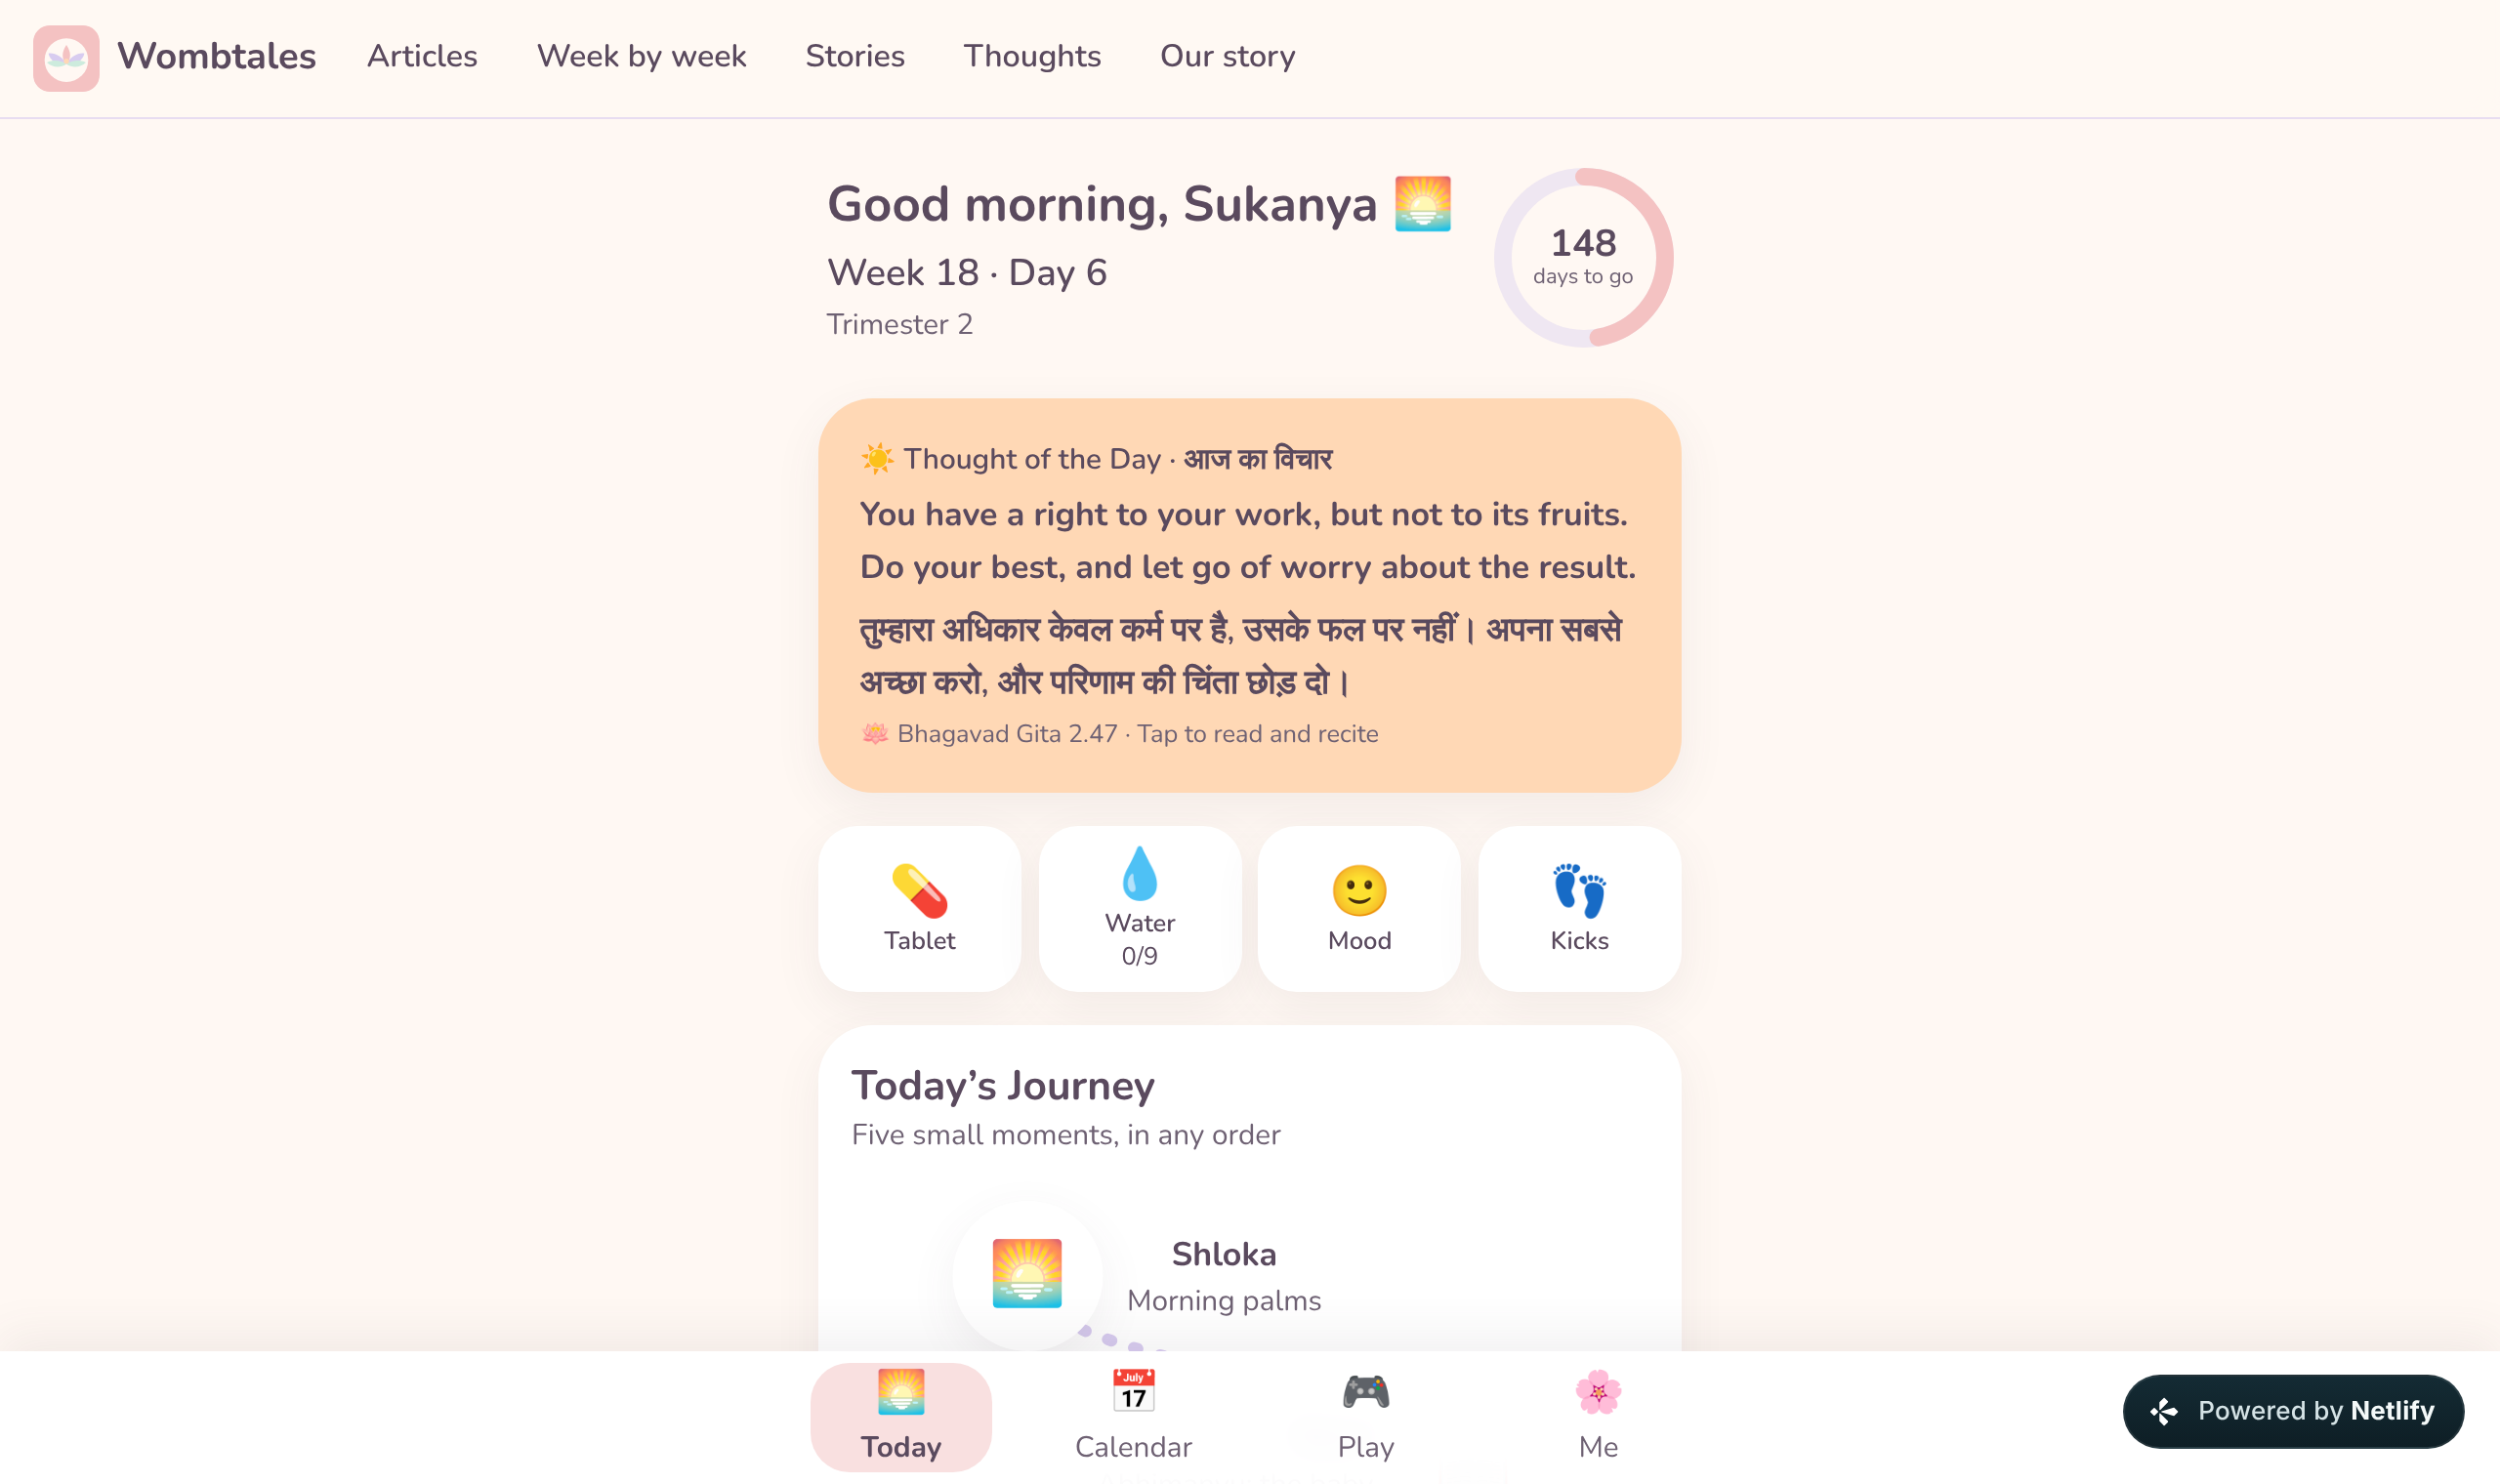 Wombtales
Articles
Week by week
Stories
Thoughts
Our story
Good morning, Sukanya
Week 18 · Day 6
Trimester 2
148
days to go
Thought of the Day · आज का विचार
You have a right to your work, but not to its fruits.
Do your best, and let go of worry about the result.
तुम्हारा अधिकार केवल कर्म पर है, उसके फल पर नहीं। अपना सबसे
अच्छा करो, और परिणाम की चिंता छोड़ दो।
Bhagavad Gita 2.47 · Tap to read and recite
Tablet
Water
0/9
Mood
Kicks
Today’s Journey
Five small moments, in any order
Shloka
Morning palms
July
17
Today
Calendar
Play
Me
Powered by Netlify